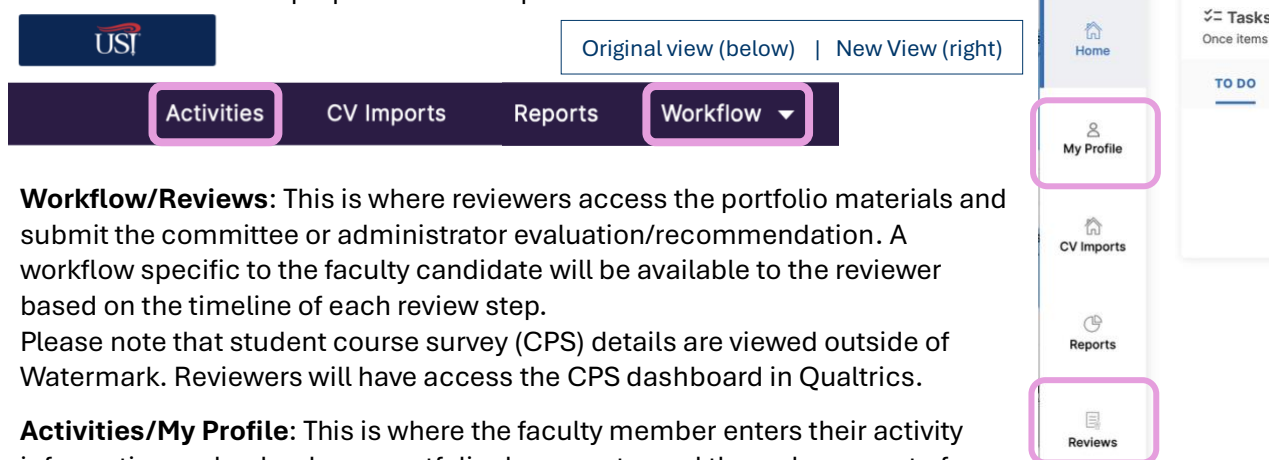 UST
Original view (below) | New View (right)
Activities CV Imports Reports Workflow
Workflow/Reviews: This is where reviewers access the portfolio materials and
submit the committee or administrator evaluation/recommendation. A
workflow specific to the faculty candidate will be available to the reviewer
based on the timeline of each review step.
Please note that student course survey (CPS) details are viewed outside of
Watermark. Reviewers will have access the CPS dashboard in Qualtrics.
Activities/My Profile: This is where the faculty member enters their activity
Home
My Profile
CV Imports
Reports
Reviews
Tasks
Once items
TO DO